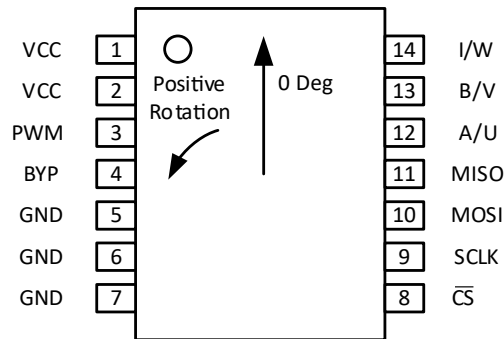 VCC 1 14 I/W
VCC 2 Positive 0 Deg 13 B/V
Rotation
PWM 3 12 A/U
BYP 4 11 MISO
GND 5 10 MOSI
GND 6 9 SCLK
GND 7 8 C̅S̅